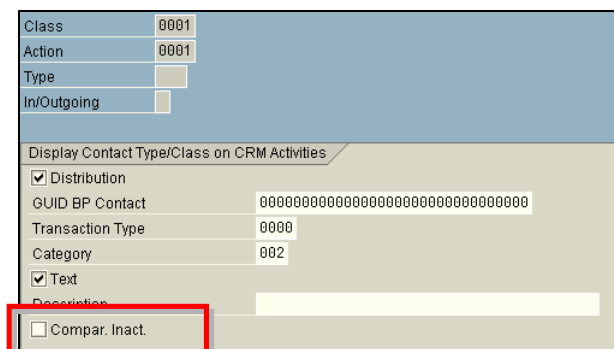 Class 0001
Action 0001
Type
In/Outgoing
Display Contact Type/Class on CRM Activities
Distribution
GUID BP Contact 00000000000000000000000000000000
Transaction Type 0000
Category 002
Text
Description
Compar. Inact.